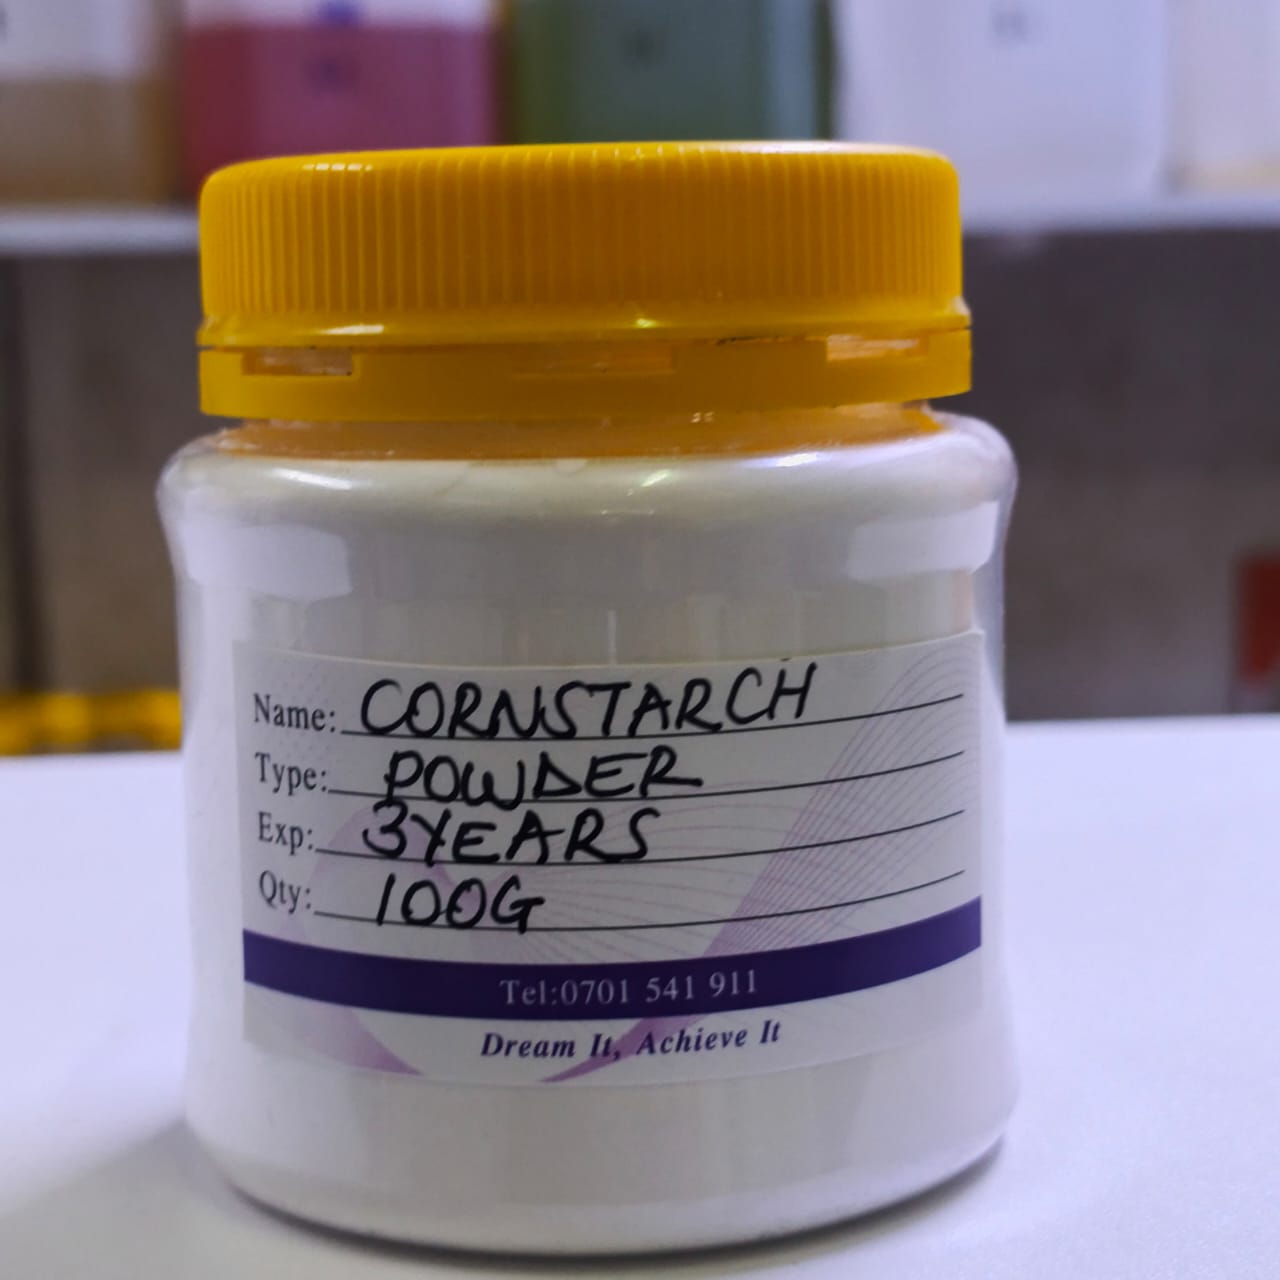 Name: CORNSTARCH
Type: POWDER
Exp: 3YEARS
Qty: 100G
Tel:0701 541 911
Dream It, Achieve It